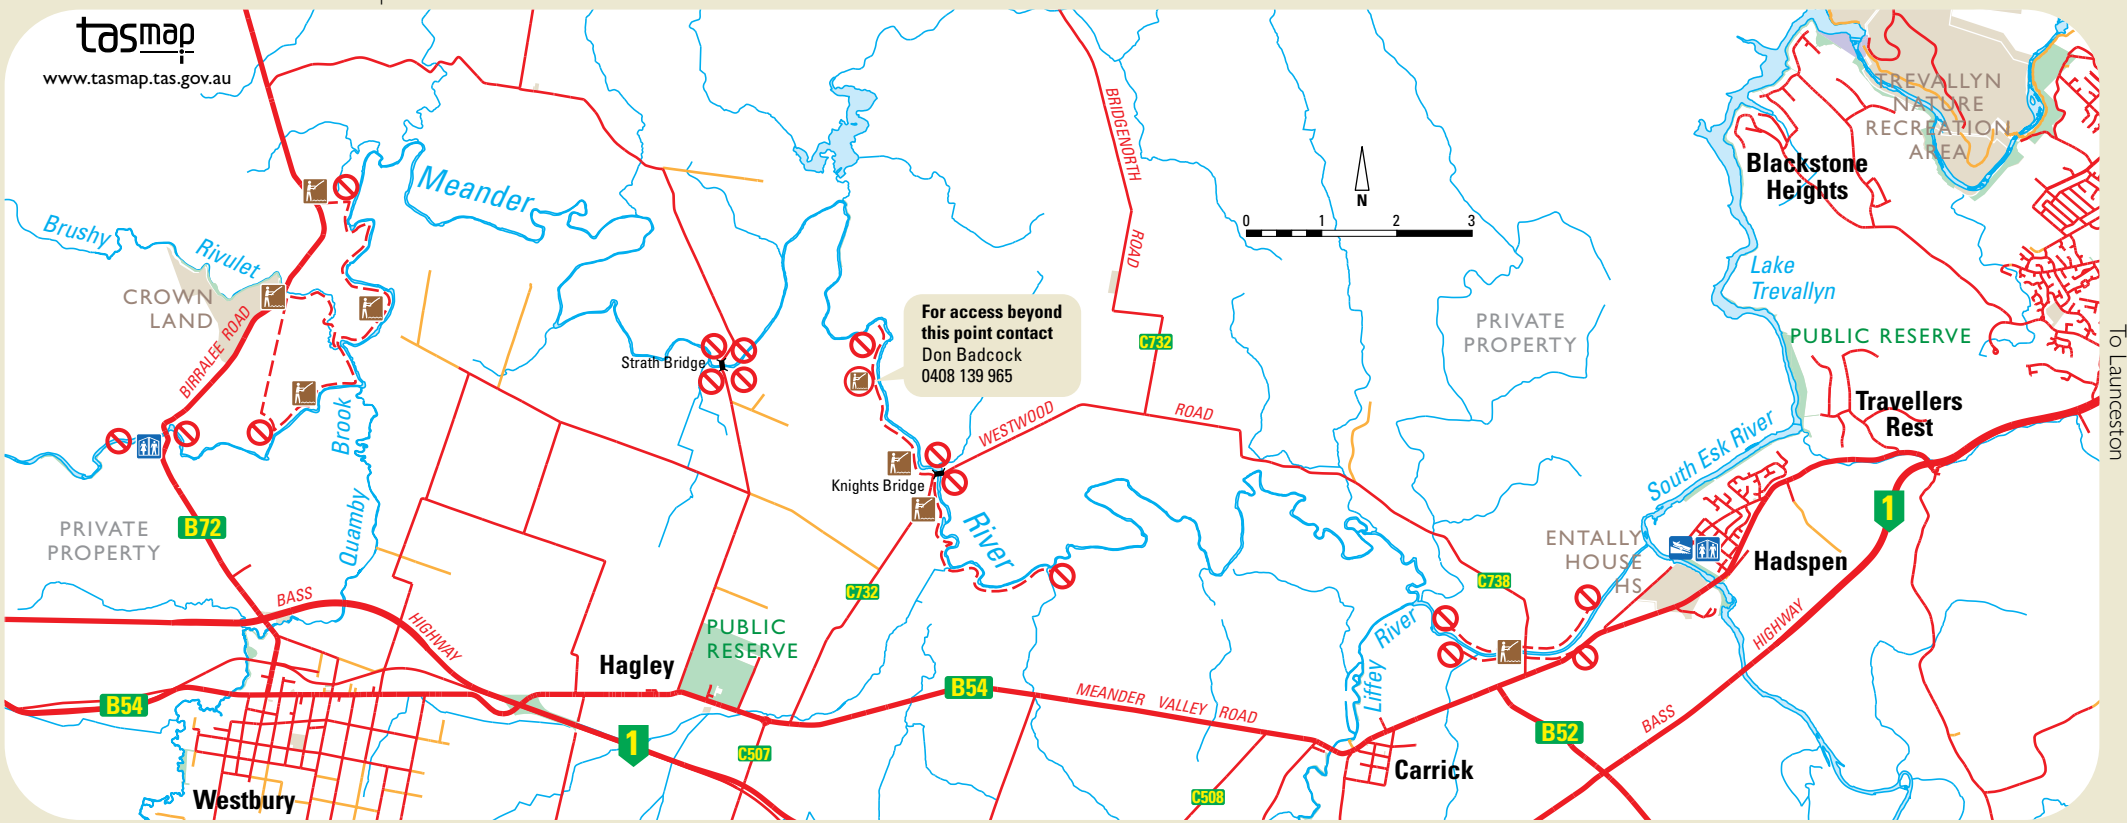 tasmap
www.tasmap.tas.gov.au
Meander
Brushy
Rivulet
CROWN
LAND
BIRRALEE ROAD
Brook
Quamby
PRIVATE
PROPERTY
B72
BASS
HIGHWAY
B54
Westbury
Hagley
PUBLIC
RESERVE
1
C507
C732
B54
Strath Bridge
Knights Bridge
River
For access beyond
this point contact
Don Badcock
0408 139 965
BRIDGENORTH
ROAD
C732
WESTWOOD
ROAD
N
0 1 2 3
PRIVATE
PROPERTY
MEANDER VALLEY ROAD
C508
Liffey River
Carrick
C738
B52
BASS
HIGHWAY
1
ENTALLY
HOUSE
HS
Hadspen
South Esk River
Travellers
Rest
PUBLIC RESERVE
Lake
Trevallyn
Blackstone
Heights
TREVALLYN
NATURE
RECREATION
AREA
To Launceston